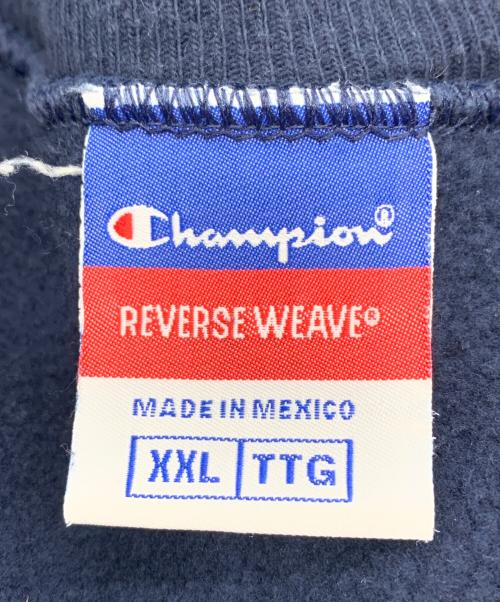 Champion®
REVERSE WEAVE®
MADE IN MEXICO
XXL TTG